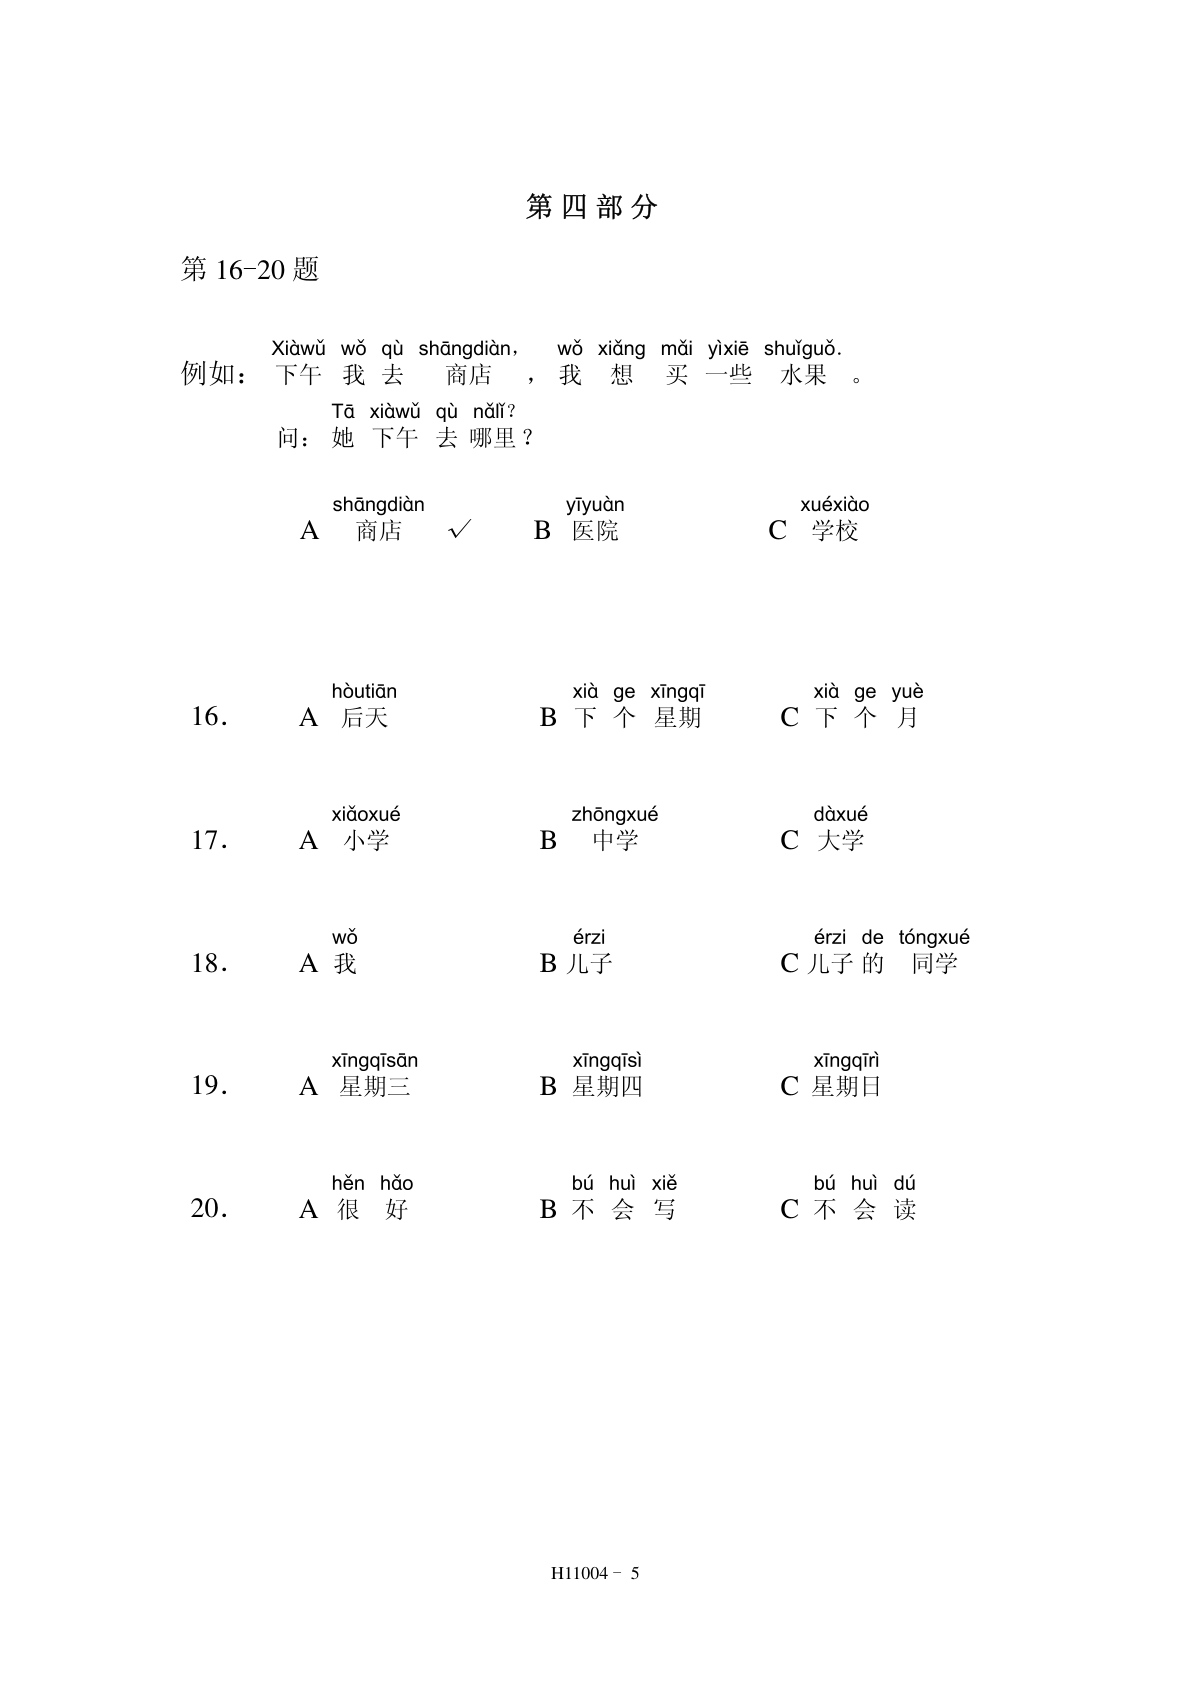 第四部分
第 16-20 题
Xiàwǔ wǒ qù shāngdiàn, wǒ xiǎng mǎi yìxiē shuǐguǒ.
例如： 下午 我 去 商店 ， 我 想 买 一些 水果 。
Tā xiàwǔ qù nǎlǐ?
问： 她 下午 去 哪里？
shāngdiàn yīyuàn xuéxiào
A 商店 ✓ B 医院 C 学校
hòutiān xià ge xīngqī xià ge yuè
16． A 后天 B 下 个 星期 C 下 个 月
xiǎoxué zhōngxué dàxué
17． A 小学 B 中学 C 大学
wǒ érzi érzi de tóngxué
18． A 我 B 儿子 C 儿子 的 同学
xīngqīsān xīngqīsì xīngqīrì
19． A 星期三 B 星期四 C 星期日
hěn hǎo bú huì xiě bú huì dú
20． A 很 好 B 不 会 写 C 不 会 读
H11004- 5